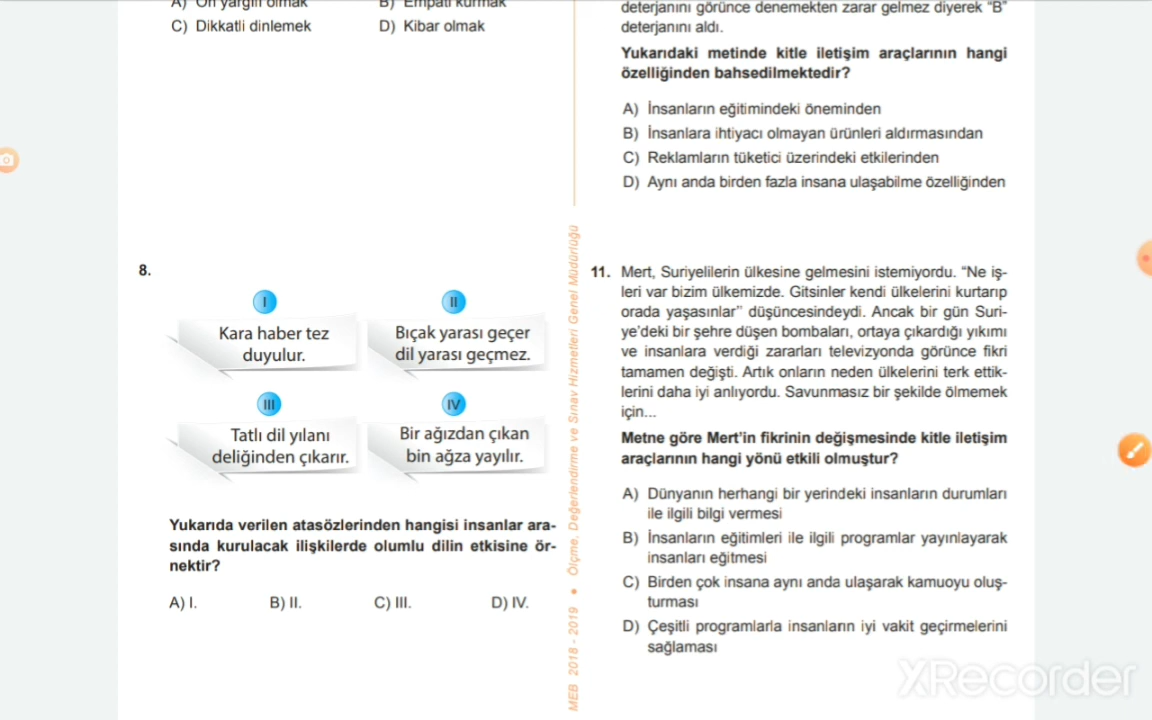 A) Ön yargılı olmak
B) Empati kurmak
C) Dikkatli dinlemek
D) Kibar olmak
8.
I
Kara haber tez
duyulur.
II
Bıçak yarası geçer
dil yarası geçmez.
III
Tatlı dil yılanı
deliğinden çıkarır.
IV
Bir ağızdan çıkan
bin ağza yayılır.
Yukarıda verilen atasözlerinden hangisi insanlar ara-
sında kurulacak ilişkilerde olumlu dilin etkisine ör-
nektir?
A) I.
B) II.
C) III.
D) IV.
MEB 2018 - 2019 ● Ölçme, Değerlendirme ve Sınav Hizmetleri Genel Müdürlüğü
deterjanını görünce denemekten zarar gelmez diyerek “B”
deterjanını aldı.
Yukarıdaki metinde kitle iletişim araçlarının hangi
özelliğinden bahsedilmektedir?
A) İnsanların eğitimindeki öneminden
B) İnsanlara ihtiyacı olmayan ürünleri aldırmasından
C) Reklamların tüketici üzerindeki etkilerinden
D) Aynı anda birden fazla insana ulaşabilme özelliğinden
11. Mert, Suriyelilerin ülkesine gelmesini istemiyordu. “Ne iş-
leri var bizim ülkemizde. Gitsinler kendi ülkelerini kurtarıp
orada yaşasınlar” düşüncesindeydi. Ancak bir gün Suri-
ye’deki bir şehre düşen bombaları, ortaya çıkardığı yıkımı
ve insanlara verdiği zararları televizyonda görünce fikri
tamamen değişti. Artık onların neden ülkelerini terk ettik-
lerini daha iyi anlıyordu. Savunmasız bir şekilde ölmemek
için...
Metne göre Mert’in fikrinin değişmesinde kitle iletişim
araçlarının hangi yönü etkili olmuştur?
A) Dünyanın herhangi bir yerindeki insanların durumları
ile ilgili bilgi vermesi
B) İnsanların eğitimleri ile ilgili programlar yayınlayarak
insanları eğitmesi
C) Birden çok insana aynı anda ulaşarak kamuoyu oluş-
turması
D) Çeşitli programlarla insanların iyi vakit geçirmelerini
sağlaması
XRecorder